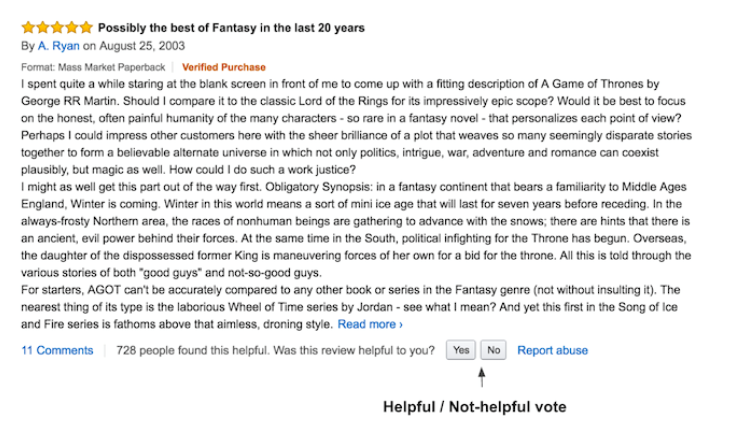 Possibly the best of Fantasy in the last 20 years
By A. Ryan on August 25, 2003
Format: Mass Market Paperback | Verified Purchase
I spent quite a while staring at the blank screen in front of me to come up with a fitting description of A Game of Thrones by
George RR Martin. Should I compare it to the classic Lord of the Rings for its impressively epic scope? Would it be best to focus
on the honest, often painful humanity of the many characters - so rare in a fantasy novel - that personalizes each point of view?
Perhaps I could impress other customers here with the sheer brilliance of a plot that weaves so many seemingly disparate stories
together to form a believable alternate universe in which not only politics, intrigue, war, adventure and romance can coexist
plausibly, but magic as well. How could I do such a work justice?
I might as well get this part out of the way first. Obligatory Synopsis: in a fantasy continent that bears a familiarity to Middle Ages
England, Winter is coming. Winter in this world means a sort of mini ice age that will last for seven years before receding. In the
always-frosty Northern area, the races of nonhuman beings are gathering to advance with the snows; there are hints that there is
an ancient, evil power behind their forces. At the same time in the South, political infighting for the Throne has begun. Overseas,
the daughter of the dispossessed former King is maneuvering forces of her own for a bid for the throne. All this is told through the
various stories of both "good guys" and not-so-good guys.
For starters, AGOT can't be accurately compared to any other book or series in the Fantasy genre (not without insulting it). The
nearest thing of its type is the laborious Wheel of Time series by Jordan - see what I mean? And yet this first in the Song of Ice
and Fire series is fathoms above that aimless, droning style. Read more ›
11 Comments | 728 people found this helpful. Was this review helpful to you? Yes No Report abuse
Helpful / Not-helpful vote